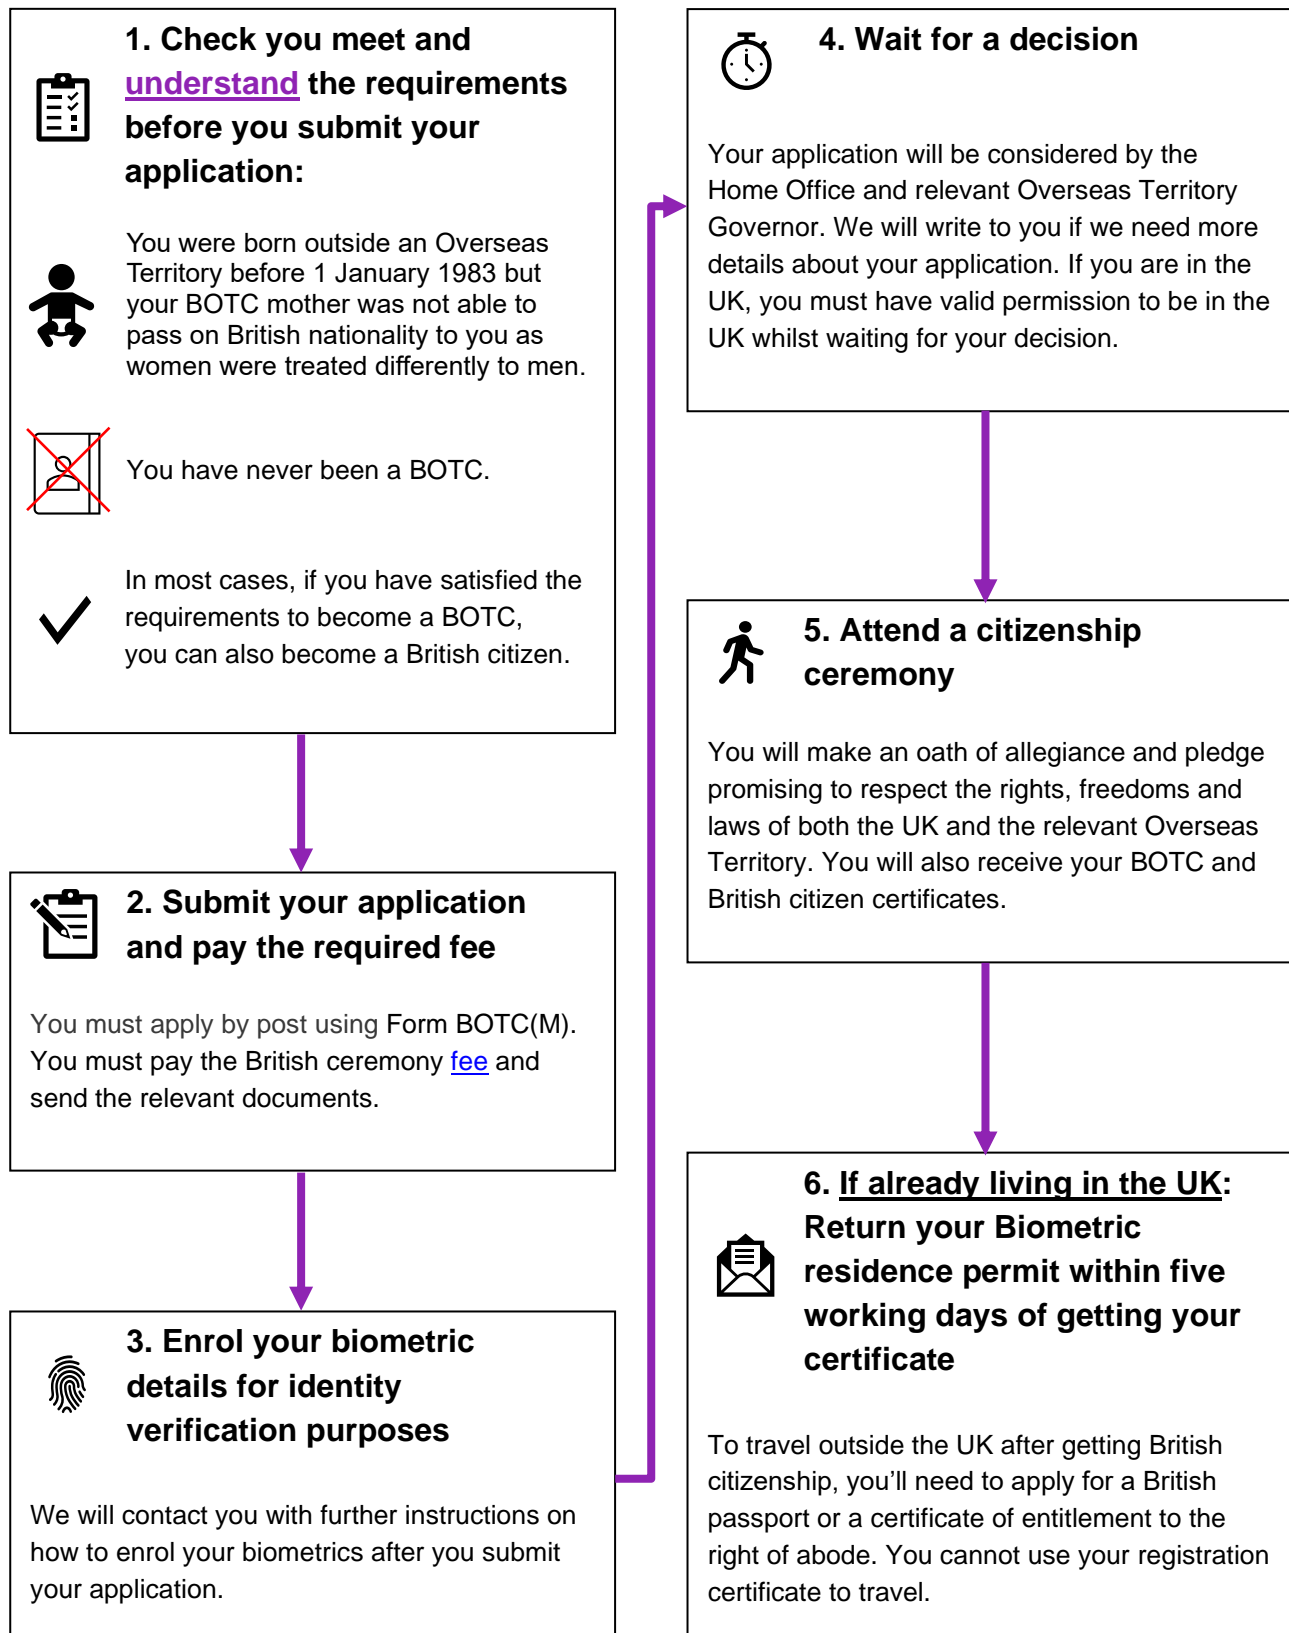 1. Check you meet and
understand the requirements
before you submit your
application:
You were born outside an Overseas
Territory before 1 January 1983 but
your BOTC mother was not able to
pass on British nationality to you as
women were treated differently to men.
You have never been a BOTC.
In most cases, if you have satisfied the
requirements to become a BOTC,
you can also become a British citizen.
2. Submit your application
and pay the required fee
You must apply by post using Form BOTC(M).
You must pay the British ceremony fee and
send the relevant documents.
3. Enrol your biometric
details for identity
verification purposes
We will contact you with further instructions on
how to enrol your biometrics after you submit
your application.
4. Wait for a decision
Your application will be considered by the
Home Office and relevant Overseas Territory
Governor. We will write to you if we need more
details about your application. If you are in the
UK, you must have valid permission to be in the
UK whilst waiting for your decision.
5. Attend a citizenship
ceremony
You will make an oath of allegiance and pledge
promising to respect the rights, freedoms and
laws of both the UK and the relevant Overseas
Territory. You will also receive your BOTC and
British citizen certificates.
6. If already living in the UK:
Return your Biometric
residence permit within five
working days of getting your
certificate
To travel outside the UK after getting British
citizenship, you’ll need to apply for a British
passport or a certificate of entitlement to the
right of abode. You cannot use your registration
certificate to travel.